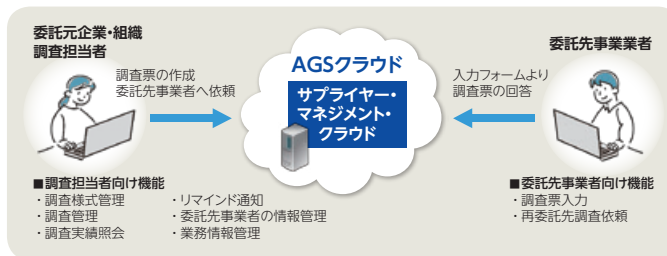 委託元企業・組織
調査担当者
調査票の作成
委託先事業者へ依頼
AGSクラウド
サプライヤー・
マネジメント・
クラウド
委託先事業業者
入力フォームより
調査票の回答
■調査担当者向け機能
・調査様式管理
・調査管理
・調査実績照会
・リマインド通知
・委託先事業者の情報管理
・業務情報管理
■委託先事業者向け機能
・調査票入力
・再委託先調査依頼